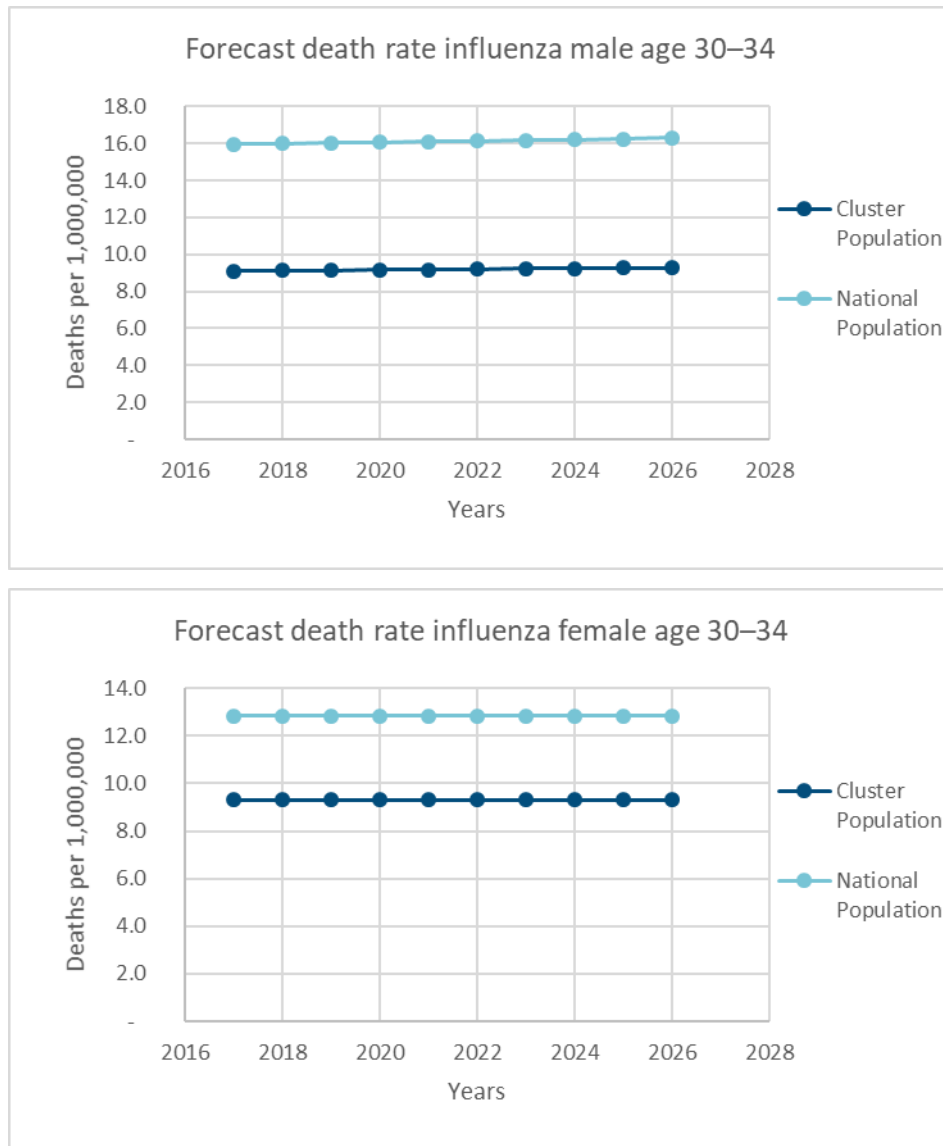 Forecast death rate influenza male age 30–34
18.0
16.0
14.0
12.0
10.0
8.0
6.0
4.0
2.0
-
Deaths per 1,000,000
2016 2018 2020 2022 2024 2026 2028
Years
Cluster
Population
National
Population
Forecast death rate influenza female age 30–34
14.0
12.0
10.0
8.0
6.0
4.0
2.0
-
Deaths per 1,000,000
2016 2018 2020 2022 2024 2026 2028
Years
Cluster
Population
National
Population